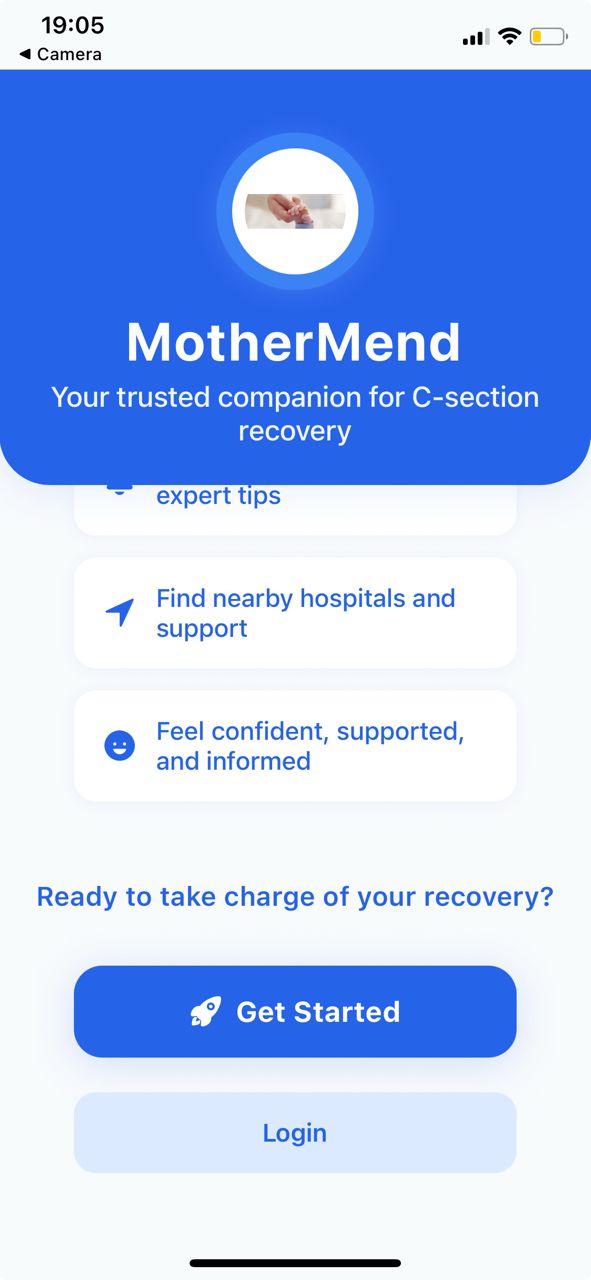 19:05
◀ Camera
MotherMend
Your trusted companion for C-section
recovery
expert tips
Find nearby hospitals and
support
Feel confident, supported,
and informed
Ready to take charge of your recovery?
Get Started
Login